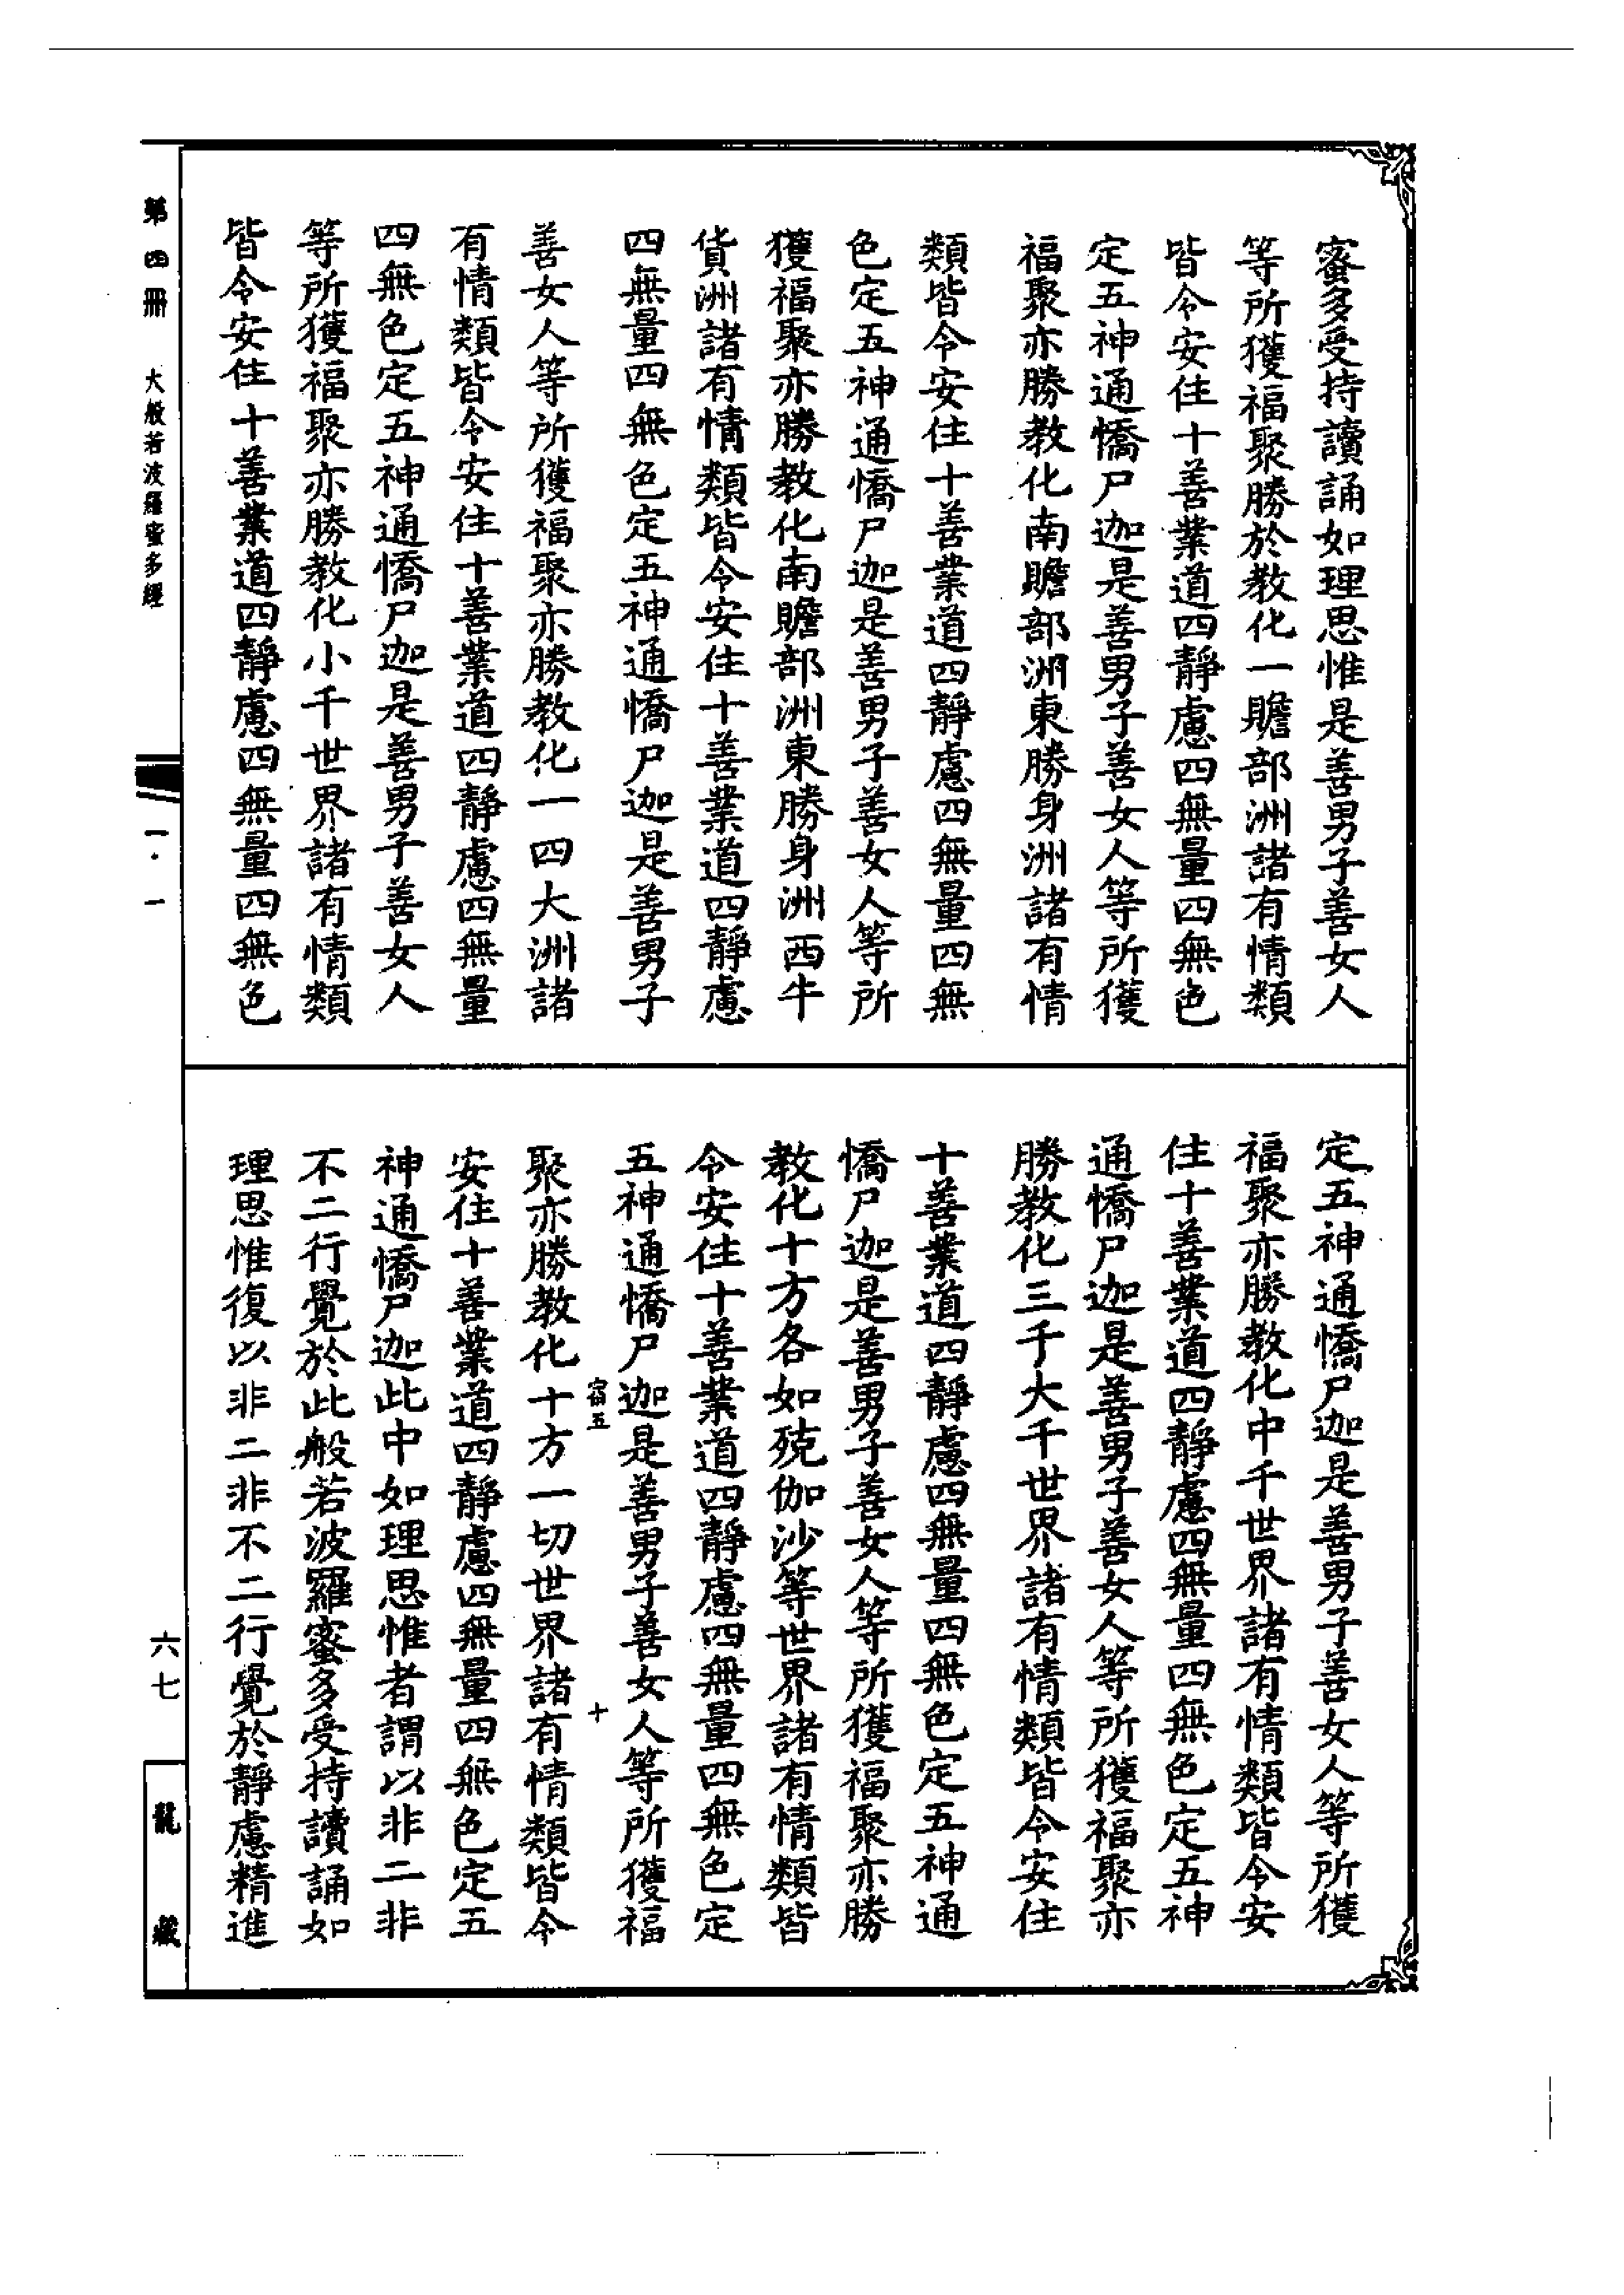 蜜多受持讀誦如理思惟是善男子善女人
等所獲福聚勝於教化一贍部洲諸有情類
皆令安住十善業道四靜慮四無量四無色
定五神通憍尸迦是善男子善女人等所獲
福聚亦勝教化南贍部洲東勝身洲諸有情
類皆令安住十善業道四靜慮四無量四無
色定五神通憍尸迦是善男子善女人等所
獲福聚亦勝教化南贍部洲東勝身洲西牛
貨洲諸有情類皆令安住十善業道四靜慮
四無量四無色定五神通憍尸迦是善男子
善女人等所獲福聚亦勝教化一四大洲諸
有情類皆令安住十善業道四靜慮四無量
四無色定五神通憍尸迦是善男子善女人
等所獲福聚亦勝教化小千世界諸有情類
皆令安住十善業道四靜慮四無量四無色
定五神通憍尸迦是善男子善女人等所獲
福聚亦勝教化中千世界諸有情類皆令安
住十善業道四靜慮四無量四無色定五神
通憍尸迦是善男子善女人等所獲福聚亦
勝教化三千大千世界諸有情類皆令安住
十善業道四靜慮四無量四無色定五神通
憍尸迦是善男子善女人等所獲福聚亦勝
教化十方各如殑伽沙等世界諸有情類皆
令安住十善業道四靜慮四無量四無色定
五神通憍尸迦是善男子善女人等所獲福
宿五 十
聚亦勝教化十方一切世界諸有情類皆令
安住十善業道四靜慮四無量四無色定五
神通憍尸迦此中如理思惟者謂以非二非
不二行覺於此般若波羅蜜多受持讀誦如
理思惟復以非二非不二行覺於靜慮精進
第四冊 大般若波羅蜜多經 一·一 六七 龍藏